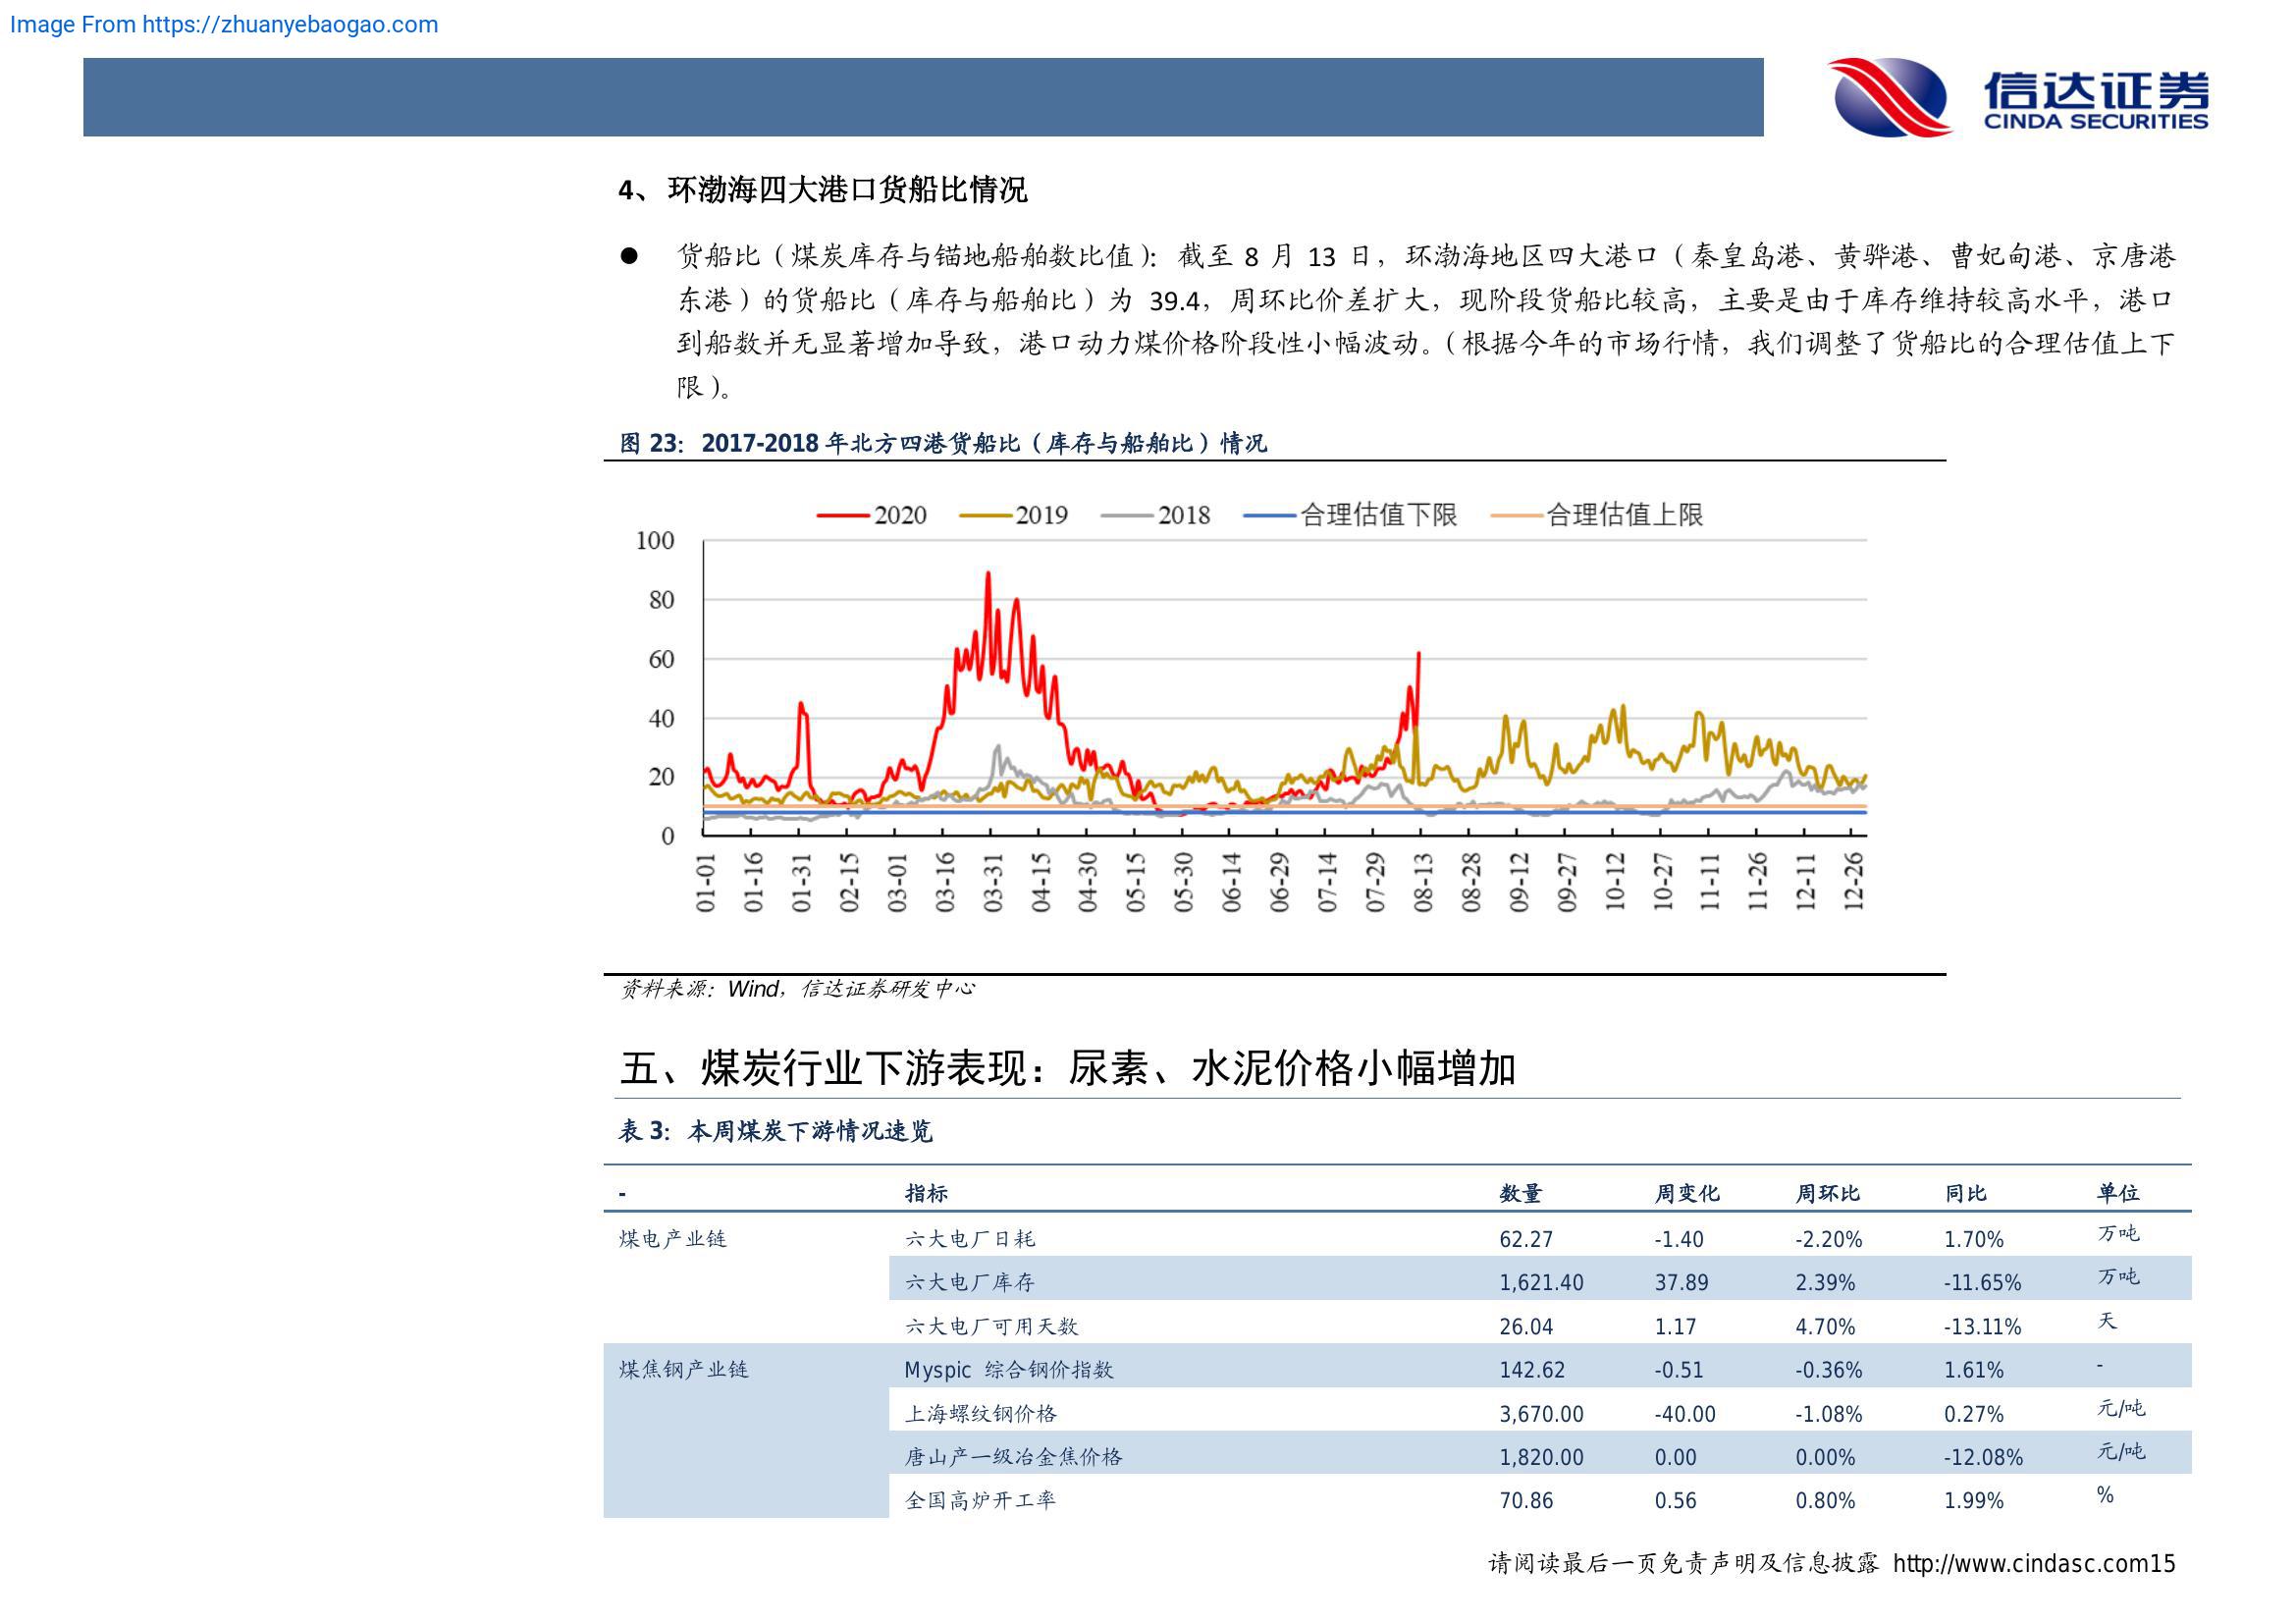 Image From https://zhuanyebaogao.com
信达证券
CINDA SECURITIES
4、 环渤海四大港口货船比情况
● 货船比（煤炭库存与锚地船舶数比值）：截至 8 月 13 日，环渤海地区四大港口（秦皇岛港、黄骅港、曹妃甸港、京唐港
东港）的货船比（库存与船舶比）为 39.4，周环比价差扩大，现阶段货船比较高，主要是由于库存维持较高水平，港口
到船数并无显著增加导致，港口动力煤价格阶段性小幅波动。（根据今年的市场行情，我们调整了货船比的合理估值上下
限）。
图 23：2017-2018 年北方四港货船比（库存与船舶比）情况
2020 2019 2018 合理估值下限 合理估值上限
100
80
60
40
20
0
01-01 01-16 01-31 02-15 03-01 03-16 03-31 04-15 04-30 05-15 05-30 06-14 06-29 07-14 07-29 08-13 08-28 09-12 09-27 10-12 10-27 11-11 11-26 12-11 12-26
资料来源：Wind，信达证券研发中心
五、煤炭行业下游表现：尿素、水泥价格小幅增加
表 3：本周煤炭下游情况速览
- 指标 数量 周变化 周环比 同比 单位
煤电产业链 六大电厂日耗 62.27 -1.40 -2.20% 1.70% 万吨
六大电厂库存 1,621.40 37.89 2.39% -11.65% 万吨
六大电厂可用天数 26.04 1.17 4.70% -13.11% 天
煤焦钢产业链 Myspic 综合钢价指数 142.62 -0.51 -0.36% 1.61% -
上海螺纹钢价格 3,670.00 -40.00 -1.08% 0.27% 元/吨
唐山产一级冶金焦价格 1,820.00 0.00 0.00% -12.08% 元/吨
全国高炉开工率 70.86 0.56 0.80% 1.99% %
请阅读最后一页免责声明及信息披露 http://www.cindasc.com15